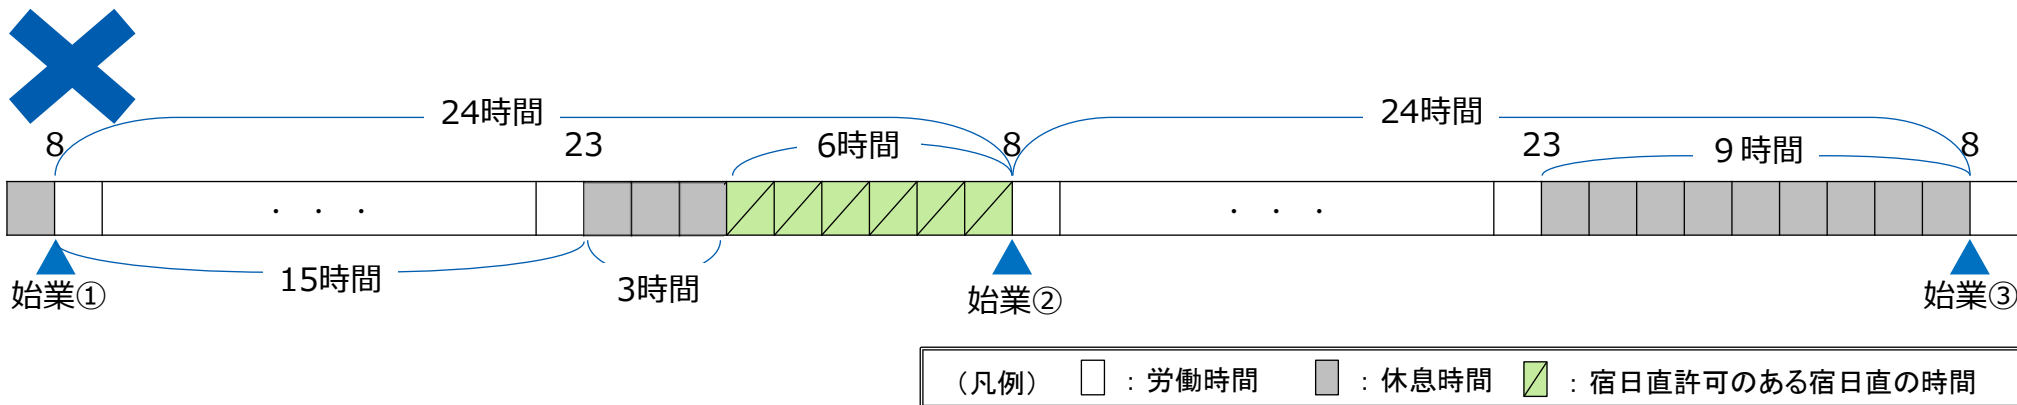 24時間
24時間
8
23
6時間
8
23
9時間
8
・ ・ ・
・ ・ ・
15時間
3時間
始業①
始業②
始業③
（凡例） ：労働時間 ：休息時間 ：宿日直許可のある宿日直の時間